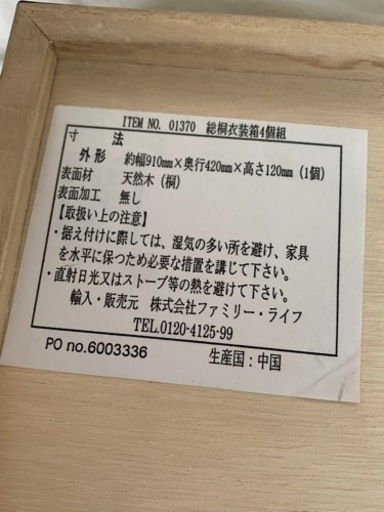 ITEM NO. 01370 総桐衣装箱4個組
寸 法
外形 約幅910mm×奥行420mm×高さ120mm (1個)
表面材 天然木（桐）
表面加工 無し
【取扱い上の注意】
・据え付けに際しては、湿気の多い所を避け、家具
を水平に保つため必要な措置を講じて下さい。
・直射日光又はストーブ等の熱を避けて下さい。
輸入・販売元 株式会社ファミリー・ライフ
TEL.0120-4125-99
PO no.6003336 生産国：中国